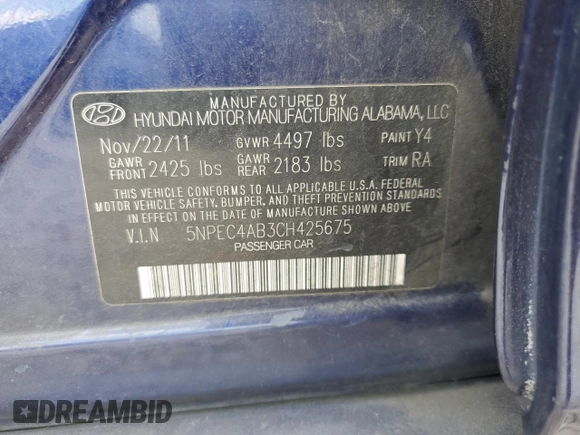 MANUFACTURED BY
HYUNDAI MOTOR MANUFACTURING ALABAMA, LLC
Nov/22/11 GVWR 4497 lbs PAINT Y4
GAWR FRONT 2425 lbs GAWR REAR 2183 lbs TRIM RA
THIS VEHICLE CONFORMS TO ALL APPLICABLE U.S.A. FEDERAL
MOTOR VEHICLE SAFETY, BUMPER, AND THEFT PREVENTION STANDARDS
IN EFFECT ON THE DATE OF MANUFACTURE SHOWN ABOVE.
V.I.N 5NPEC4AB3CH425675
PASSENGER CAR
DREAMBID